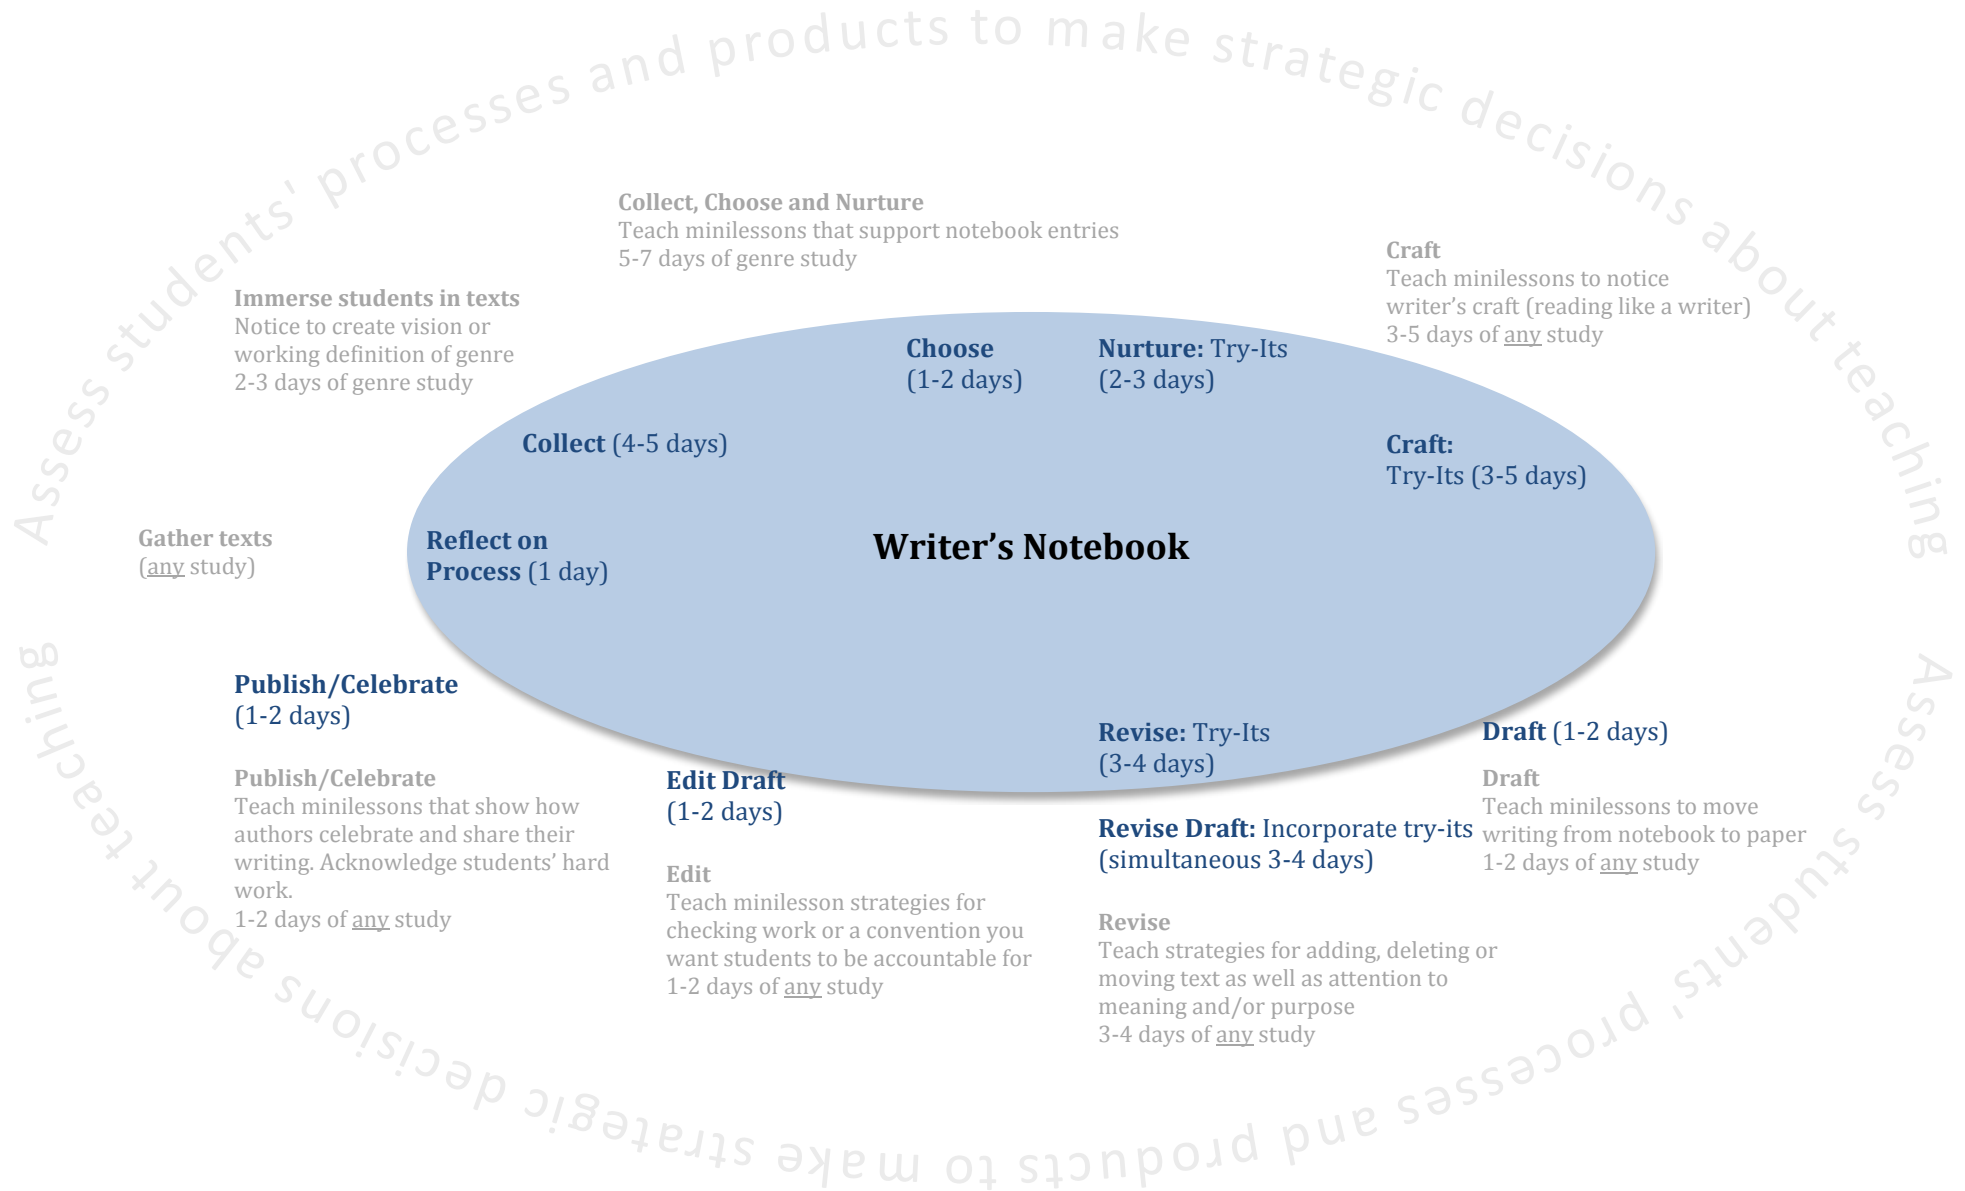 Assess students' processes and products to make strategic decisions about teaching
Collect, Choose and Nurture
Teach minilessons that support notebook entries
5-7 days of genre study
Craft
Teach minilessons to notice
writer’s craft (reading like a writer)
3-5 days of any study
Immerse students in texts
Notice to create vision or
working definition of genre
2-3 days of genre study
Choose
(1-2 days)
Nurture: Try-Its
(2-3 days)
Collect (4-5 days)
Craft:
Try-Its (3-5 days)
Gather texts
(any study)
Reflect on
Process (1 day)
Writer’s Notebook
Publish/Celebrate
(1-2 days)
Publish/Celebrate
Teach minilessons that show how
authors celebrate and share their
writing. Acknowledge students’ hard
work.
1-2 days of any study
Edit Draft
(1-2 days)
Edit
Teach minilesson strategies for
checking work or a convention you
want students to be accountable for
1-2 days of any study
Revise: Try-Its
(3-4 days)
Revise Draft: Incorporate try-its
(simultaneous 3-4 days)
Revise
Teach strategies for adding, deleting or
moving text as well as attention to
meaning and/or purpose
3-4 days of any study
Draft (1-2 days)
Draft
Teach minilessons to move
writing from notebook to paper
1-2 days of any study
Assess students' processes and products to make strategic decisions about teaching